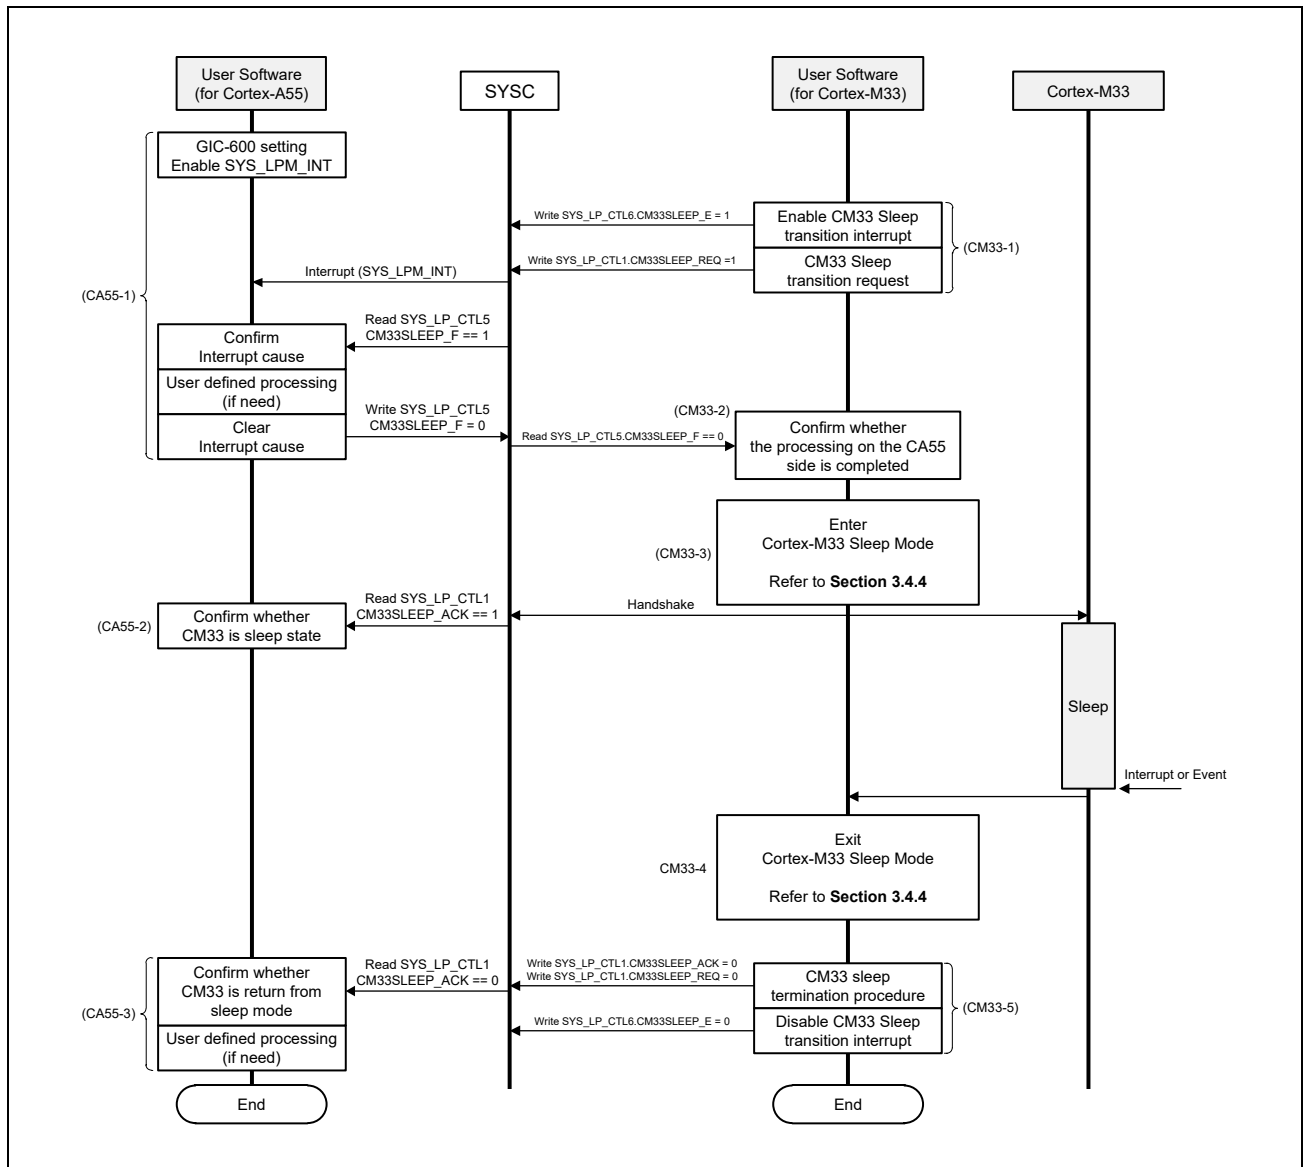 User Software
(for Cortex-A55)
SYSC
User Software
(for Cortex-M33)
Cortex-M33
GIC-600 setting
Enable SYS_LPM_INT
Write SYS_LP_CTL6.CM33SLEEP_E = 1
Enable CM33 Sleep
transition interrupt
(CM33-1)
Write SYS_LP_CTL1.CM33SLEEP_REQ =1
CM33 Sleep
transition request
Interrupt (SYS_LPM_INT)
(CA55-1)
Read SYS_LP_CTL5
CM33SLEEP_F == 1
Confirm
Interrupt cause
User defined processing
(if need)
Write SYS_LP_CTL5
CM33SLEEP_F = 0
Clear
Interrupt cause
(CM33-2)
Read SYS_LP_CTL5.CM33SLEEP_F == 0
Confirm whether
the processing on the CA55
side is completed
(CM33-3)
Enter
Cortex-M33 Sleep Mode
Refer to Section 3.4.4
Handshake
Read SYS_LP_CTL1
CM33SLEEP_ACK == 1
(CA55-2)
Confirm whether
CM33 is sleep state
Sleep
Interrupt or Event
CM33-4
Exit
Cortex-M33 Sleep Mode
Refer to Section 3.4.4
(CA55-3)
Confirm whether
CM33 is return from
sleep mode
User defined processing
(if need)
Read SYS_LP_CTL1
CM33SLEEP_ACK == 0
Write SYS_LP_CTL1.CM33SLEEP_ACK = 0
Write SYS_LP_CTL1.CM33SLEEP_REQ = 0
CM33 sleep
termination procedure
(CM33-5)
Write SYS_LP_CTL6.CM33SLEEP_E = 0
Disable CM33 Sleep
transition interrupt
End
End